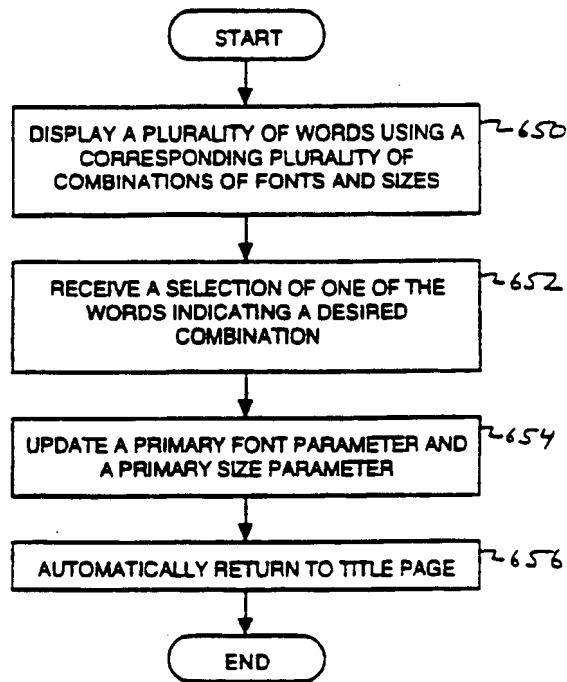 START
DISPLAY A PLURALITY OF WORDS USING A
CORRESPONDING PLURALITY OF
COMBINATIONS OF FONTS AND SIZES
650
RECEIVE A SELECTION OF ONE OF THE
WORDS INDICATING A DESIRED
COMBINATION
652
UPDATE A PRIMARY FONT PARAMETER AND
A PRIMARY SIZE PARAMETER
654
AUTOMATICALLY RETURN TO TITLE PAGE
656
END